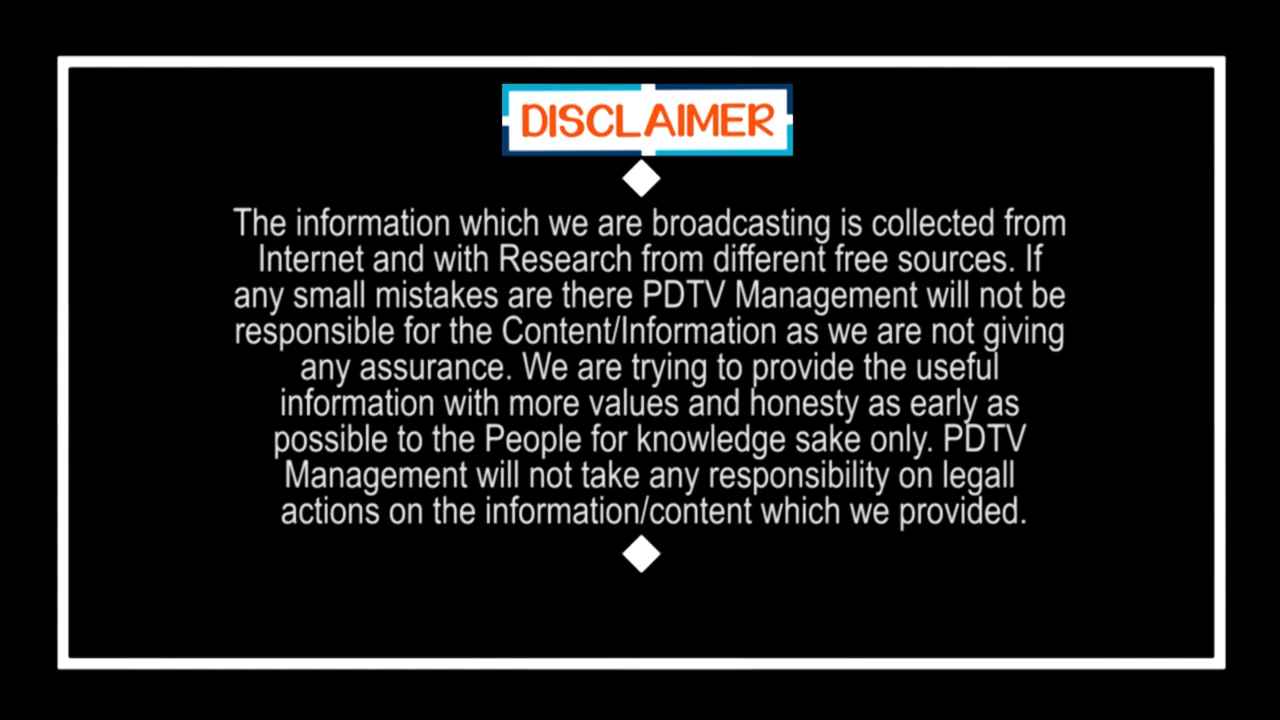 DISCLAIMER
The information which we are broadcasting is collected from
Internet and with Research from different free sources. If
any small mistakes are there PDTV Management will not be
responsible for the Content/Information as we are not giving
any assurance. We are trying to provide the useful
information with more values and honesty as early as
possible to the People for knowledge sake only. PDTV
Management will not take any responsibility on legall
actions on the information/content which we provided.